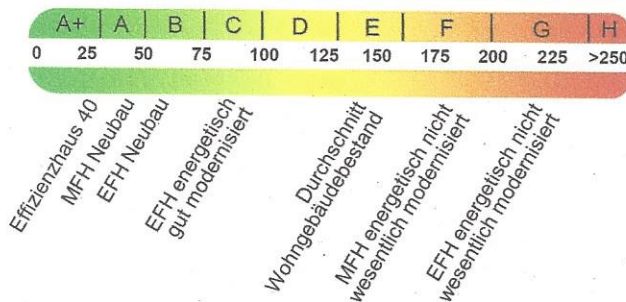 A+ A B C D E F G H
0 25 50 75 100 125 150 175 200 225 >250
Effizienzhaus 40
MFH Neubau
EFH Neubau
EFH energetisch
gut modernisiert
Durchschnitt
Wohngebäudebestand
MFH energetisch nicht
wesentlich modernisiert
EFH energetisch nicht
wesentlich modernisiert